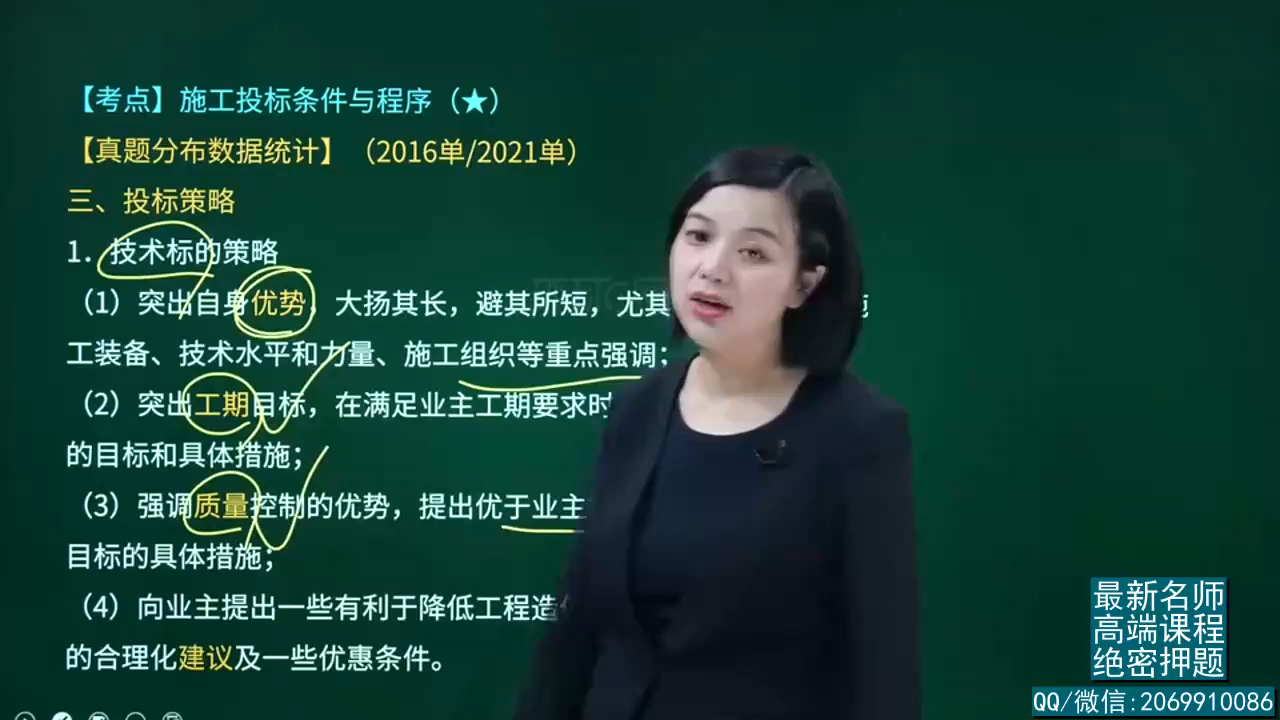 【考点】施工投标条件与程序（★）
【真题分布数据统计】（2016单/2021单）
三、投标策略
1．技术标的策略
（1）突出自身优势，大扬其长，避其所短，尤其
工装备、技术水平和力量、施工组织等重点强调；
（2）突出工期目标，在满足业主工期要求时
的目标和具体措施；
（3）强调质量控制的优势，提出优于业主
目标的具体措施；
（4）向业主提出一些有利于降低工程造
的合理化建议及一些优惠条件。
最新名师
高端课程
绝密押题
QQ/微信:2069910086